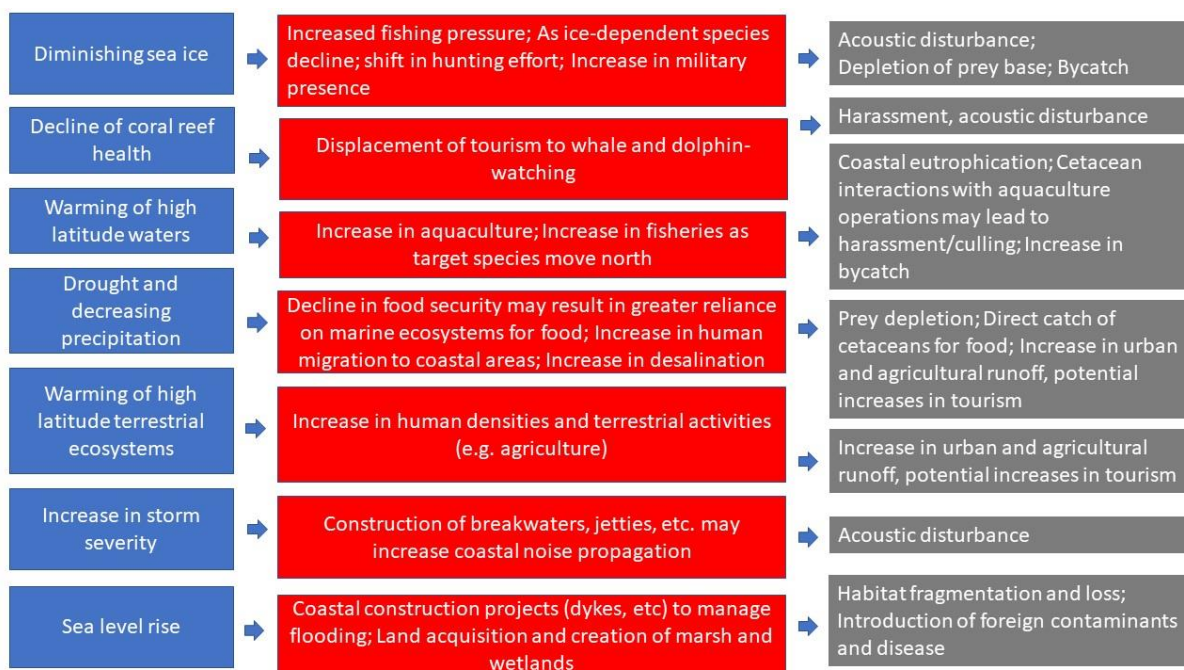 Diminishing sea ice
Increased fishing pressure; As ice-dependent species
decline; shift in hunting effort; Increase in military
presence
Acoustic disturbance;
Depletion of prey base; Bycatch
Decline of coral reef
health
Displacement of tourism to whale and dolphin-
watching
Harassment, acoustic disturbance
Warming of high
latitude waters
Increase in aquaculture; Increase in fisheries as
target species move north
Coastal eutrophication; Cetacean
interactions with aquaculture
operations may lead to
harassment/culling; Increase in
bycatch
Drought and
decreasing
precipitation
Decline in food security may result in greater reliance
on marine ecosystems for food; Increase in human
migration to coastal areas; Increase in desalination
Prey depletion; Direct catch of
cetaceans for food; Increase in urban
and agricultural runoff, potential
increases in tourism
Warming of high
latitude terrestrial
ecosystems
Increase in human densities and terrestrial activities
(e.g. agriculture)
Increase in urban and agricultural
runoff, potential increases in tourism
Increase in storm
severity
Construction of breakwaters, jetties, etc. may
increase coastal noise propagation
Acoustic disturbance
Sea level rise
Coastal construction projects (dykes, etc) to manage
flooding; Land acquisition and creation of marsh and
wetlands
Habitat fragmentation and loss;
Introduction of foreign contaminants
and disease